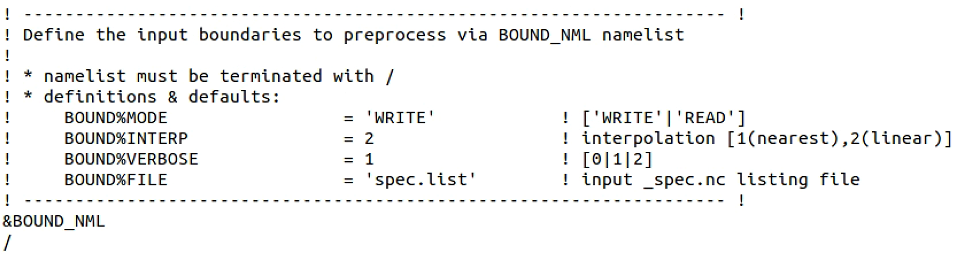 ! -------------------------------------------------------------------- !
! Define the input boundaries to preprocess via BOUND_NML namelist
!
! * namelist must be terminated with /
! * definitions & defaults:
!     BOUND%MODE                 = 'WRITE'            ! ['WRITE'|'READ']
!     BOUND%INTERP               = 2                  ! interpolation [1(nearest),2(linear)]
!     BOUND%VERBOSE              = 1                  ! [0|1|2]
!     BOUND%FILE                 = 'spec.list'        ! input _spec.nc listing file
! -------------------------------------------------------------------- !
&BOUND_NML
/